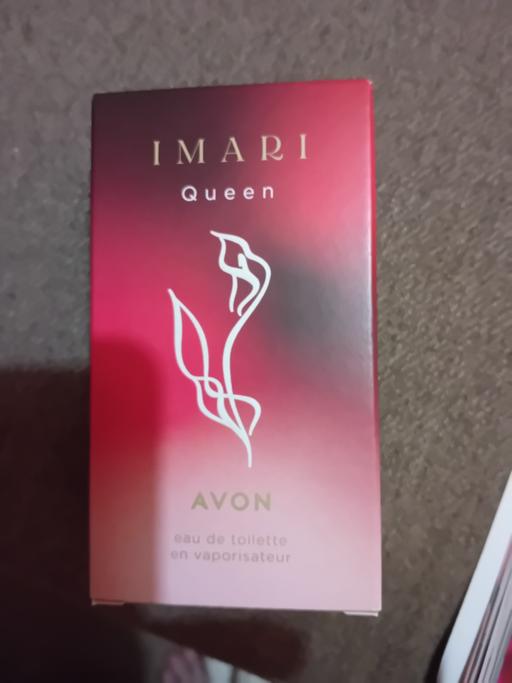 IMARI
Queen
AVON
eau de toilette
en vaporisateur